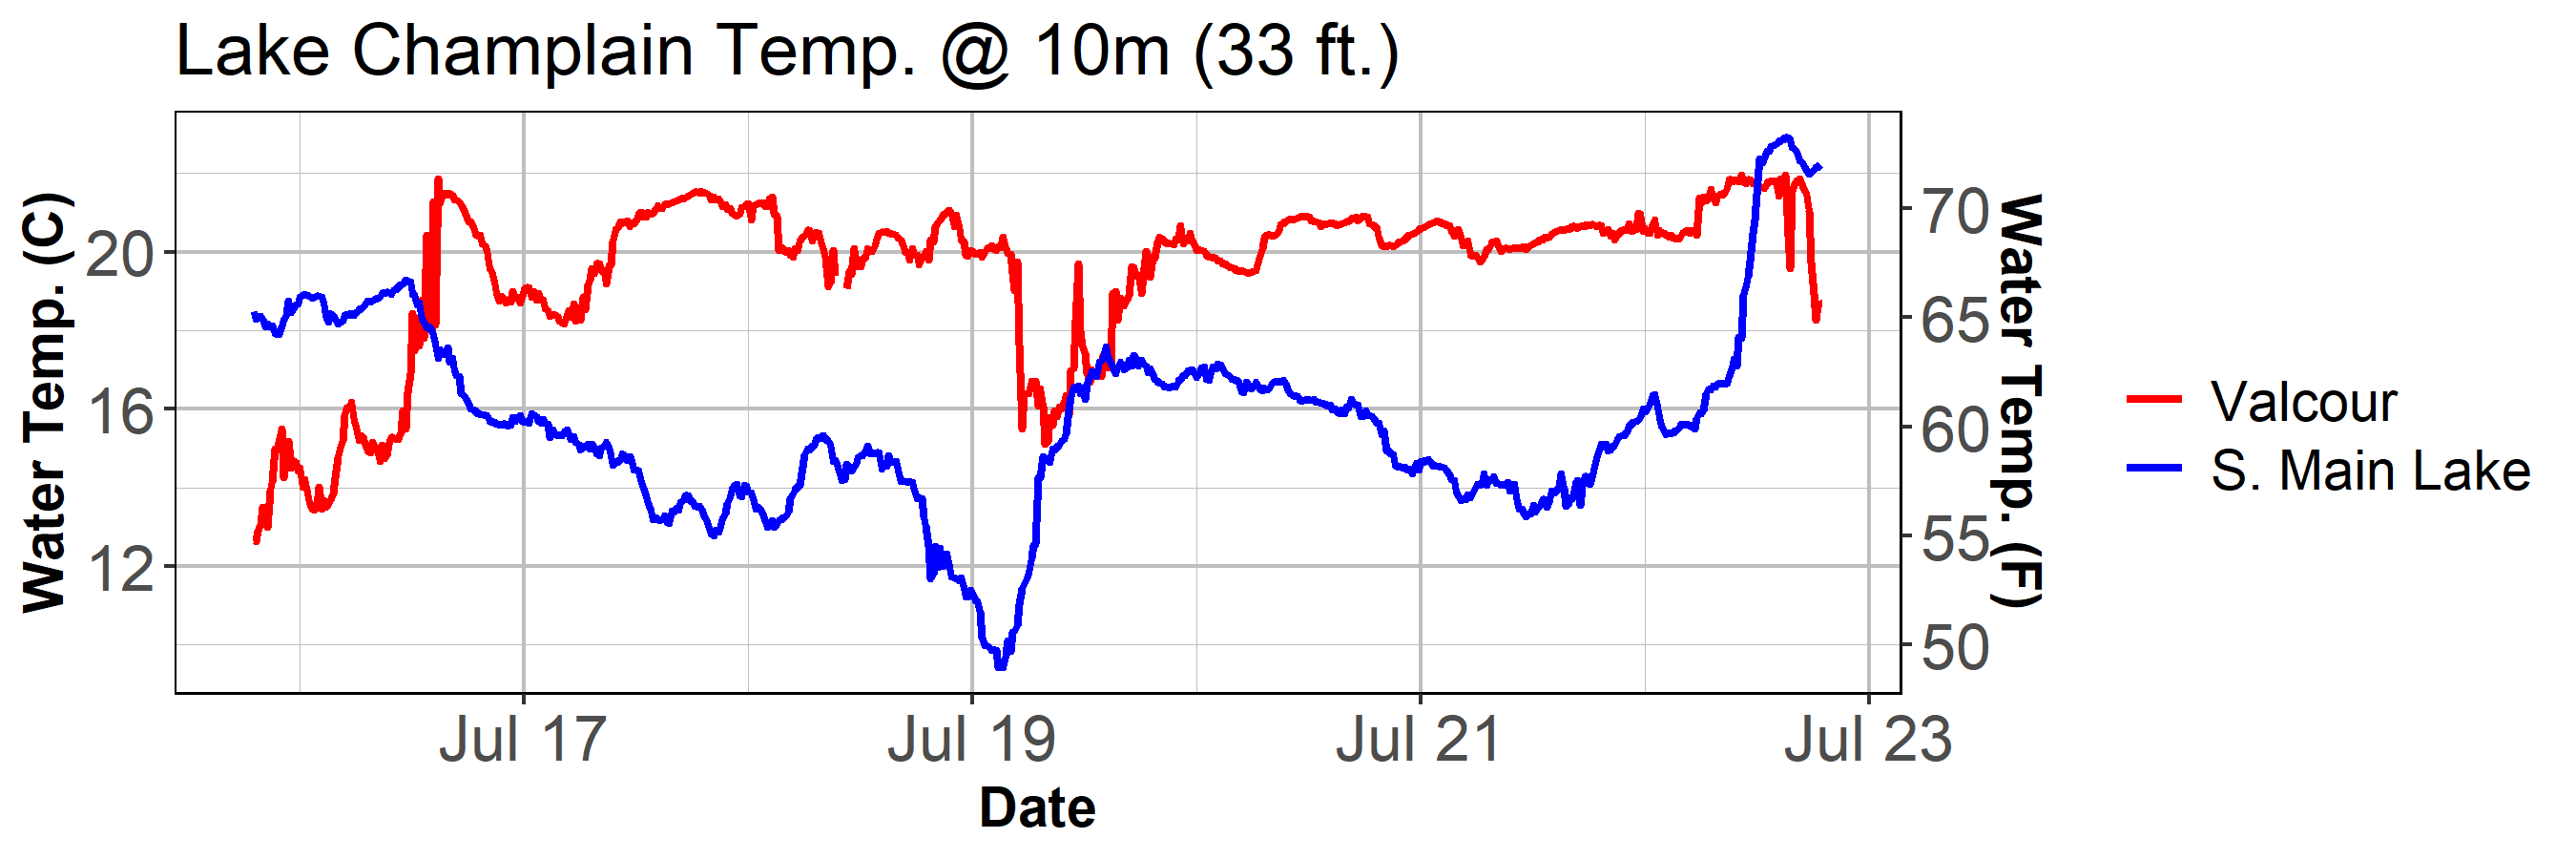 Lake Champlain Temp. @ 10m (33 ft.)
Water Temp. (C)
20
16
12
70
65
60
55
50
Water Temp. (F)
Jul 17
Jul 19
Jul 21
Jul 23
Date
Valcour
S. Main Lake